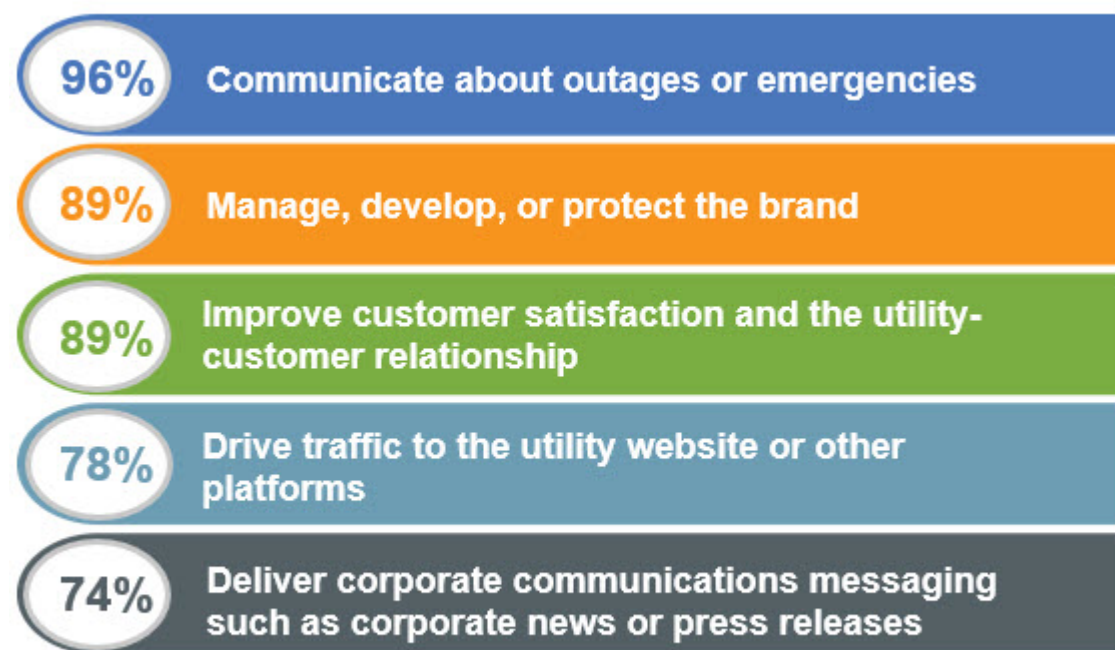 96% Communicate about outages or emergencies
89% Manage, develop, or protect the brand
89% Improve customer satisfaction and the utility-
customer relationship
78% Drive traffic to the utility website or other
platforms
74% Deliver corporate communications messaging
such as corporate news or press releases